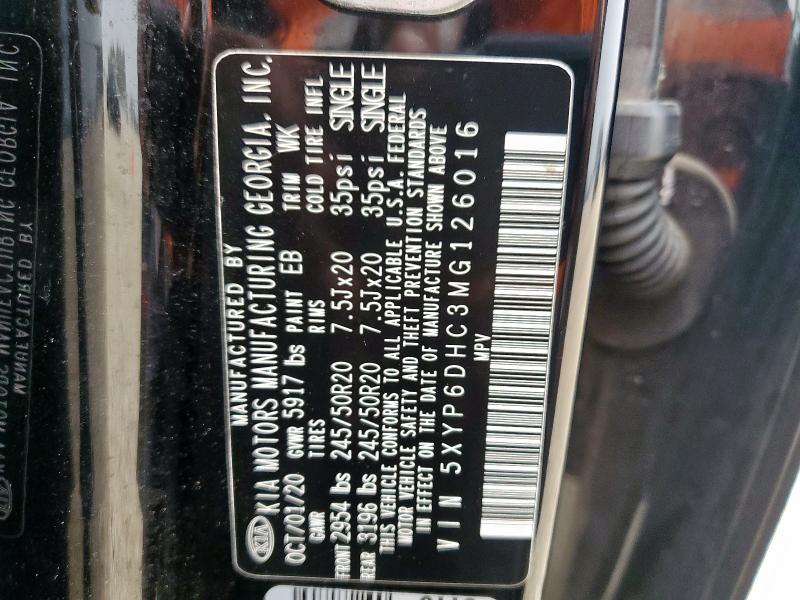 MANUFACTURED BY
KIA KIA MOTORS MANUFACTURING GEORGIA, INC.
OCT/01/20 GVWR 5917 lbs PAINT EB TRIM WK
GAWR TIRES RIMS COLD TIRE INFL
FRONT 2954 lbs 245/50R20 7.5Jx20 35psi SINGLE
REAR 3196 lbs 245/50R20 7.5Jx20 35psi SINGLE
THIS VEHICLE CONFORMS TO ALL APPLICABLE U.S.A. FEDERAL
MOTOR VEHICLE SAFETY AND THEFT PREVENTION STANDARDS
IN EFFECT ON THE DATE OF MANUFACTURE SHOWN ABOVE
VIN 5XYP6DHC3MG126016
MPV